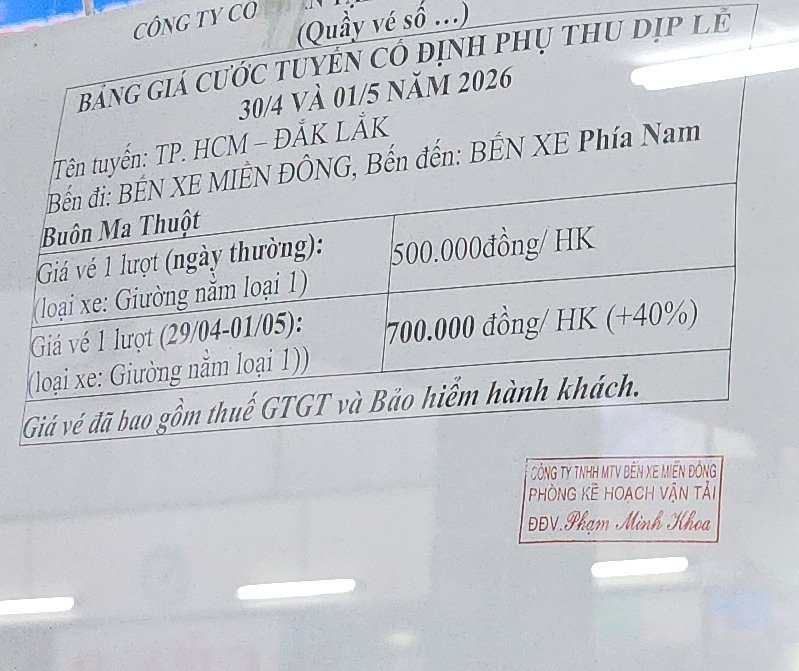 CÔNG TY CỔ
(Quầy vé số ...)
BẢNG GIÁ CƯỚC TUYẾN CỐ ĐỊNH PHỤ THU DỊP LỄ
30/4 VÀ 01/5 NĂM 2026
Tên tuyến: TP. HCM – ĐẮK LẮK
Bến đi: BẾN XE MIỀN ĐÔNG, Bến đến: BẾN XE Phía Nam
Buôn Ma Thuột
Giá vé 1 lượt (ngày thường):
(loại xe: Giường nằm loại 1)
500.000đồng/ HK
Giá vé 1 lượt (29/04-01/05):
(loại xe: Giường nằm loại 1))
700.000 đồng/ HK (+40%)
Giá vé đã bao gồm thuế GTGT và Bảo hiểm hành khách.
CÔNG TY TNHH MTV BẾN XE MIỀN ĐÔNG
PHÒNG KẾ HOẠCH VẬN TẢI
ĐĐV. Phạm Minh Khoa